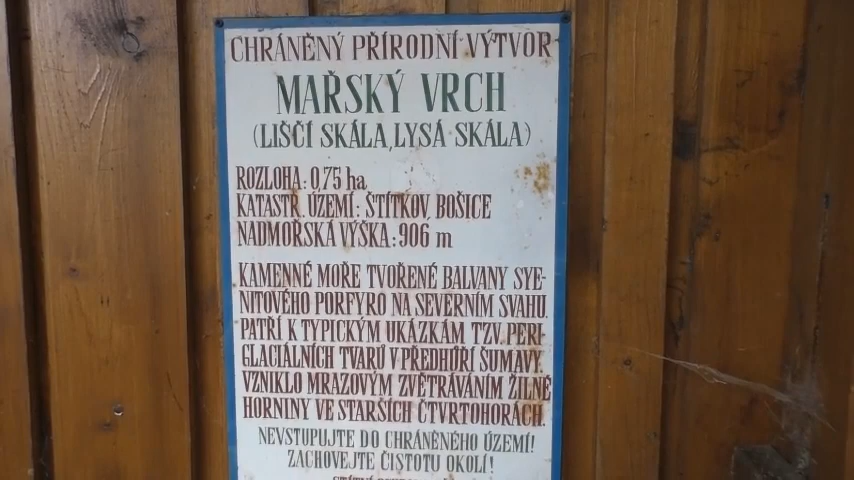 CHRÁNĚNÝ PŘÍRODNÍ VÝTVOR
MAŘSKÝ VRCH
(LIŠČÍ SKÁLA, LYSÁ SKÁLA)
ROZLOHA: 0,75 ha
KATASTR. ÚZEMÍ: ŠTÍTKOV, BOŠICE
NADMOŘSKÁ VÝŠKA: 906 m
KAMENNÉ MOŘE TVOŘENÉ BALVANY SYE-
NITOVÉHO PORFYRO NA SEVERNÍM SVAHU.
PATŘÍ K TYPICKÝM UKÁZKÁM TZV. PERI-
GLACIÁLNÍCH TVARŮ V PŘEDHŮŘÍ ŠUMAVY.
VZNIKLO MRAZOVÝM ZVĚTRÁVÁNÍM ŽILNÉ
HORNINY VE STARŠÍCH ČTVRTOHORÁCH.
NEVSTUPUJTE DO CHRÁNĚNÉHO ÚZEMÍ!
ZACHOVEJTE ČISTOTU OKOLÍ!